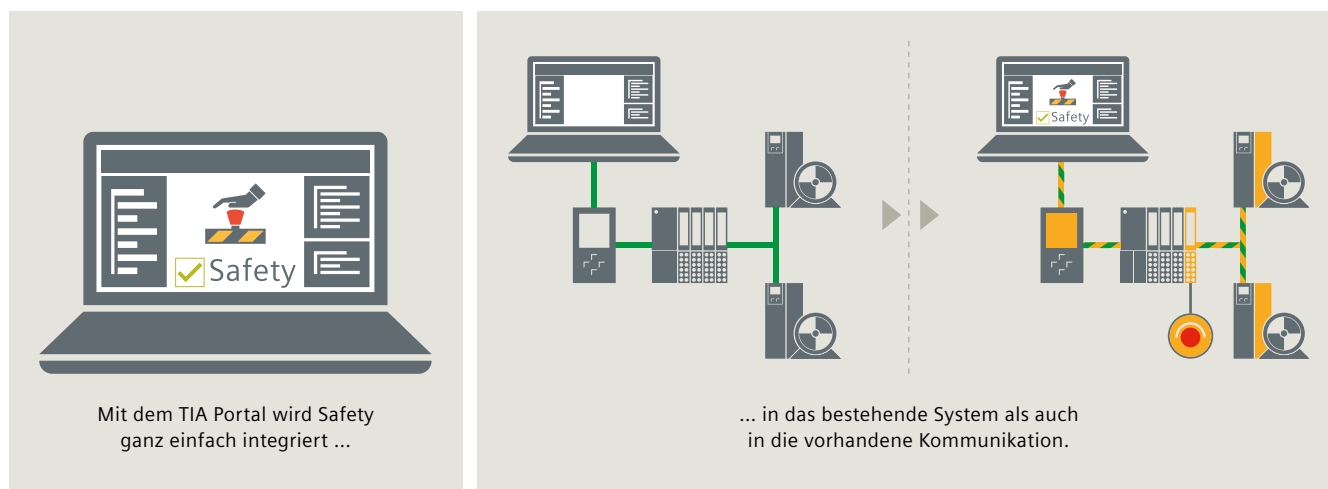 Safety
Mit dem TIA Portal wird Safety
ganz einfach integriert ...
Safety
... in das bestehende System als auch
in die vorhandene Kommunikation.